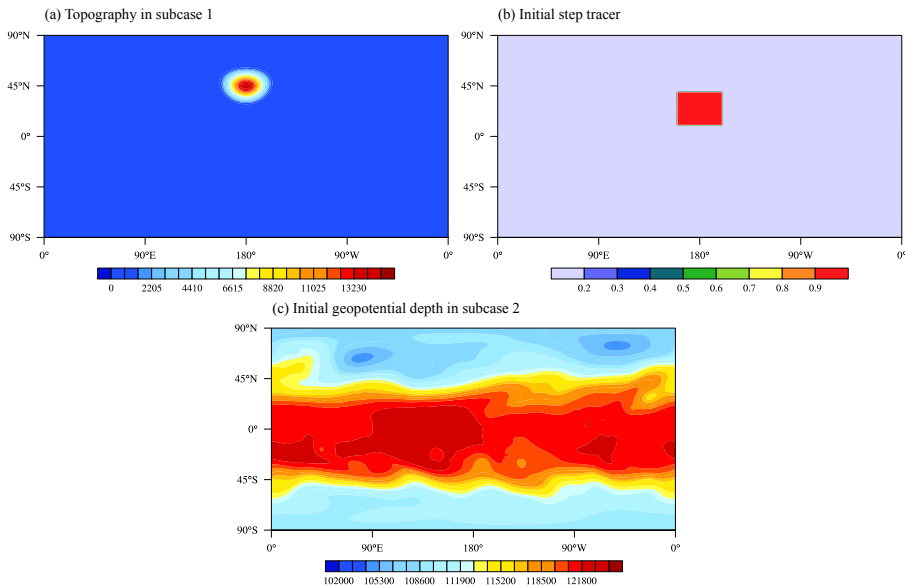 (a) Topography in subcase 1
90°N
45°N
0°
45°S
90°S
0° 90°E 180° 90°W 0°
0 2205 4410 6615 8820 11025 13230
(b) Initial step tracer
90°N
45°N
0°
45°S
90°S
0° 90°E 180° 90°W 0°
0.2 0.3 0.4 0.5 0.6 0.7 0.8 0.9
(c) Initial geopotential depth in subcase 2
90°N
45°N
0°
45°S
90°S
0° 90°E 180° 90°W 0°
102000 105300 108600 111900 115200 118500 121800